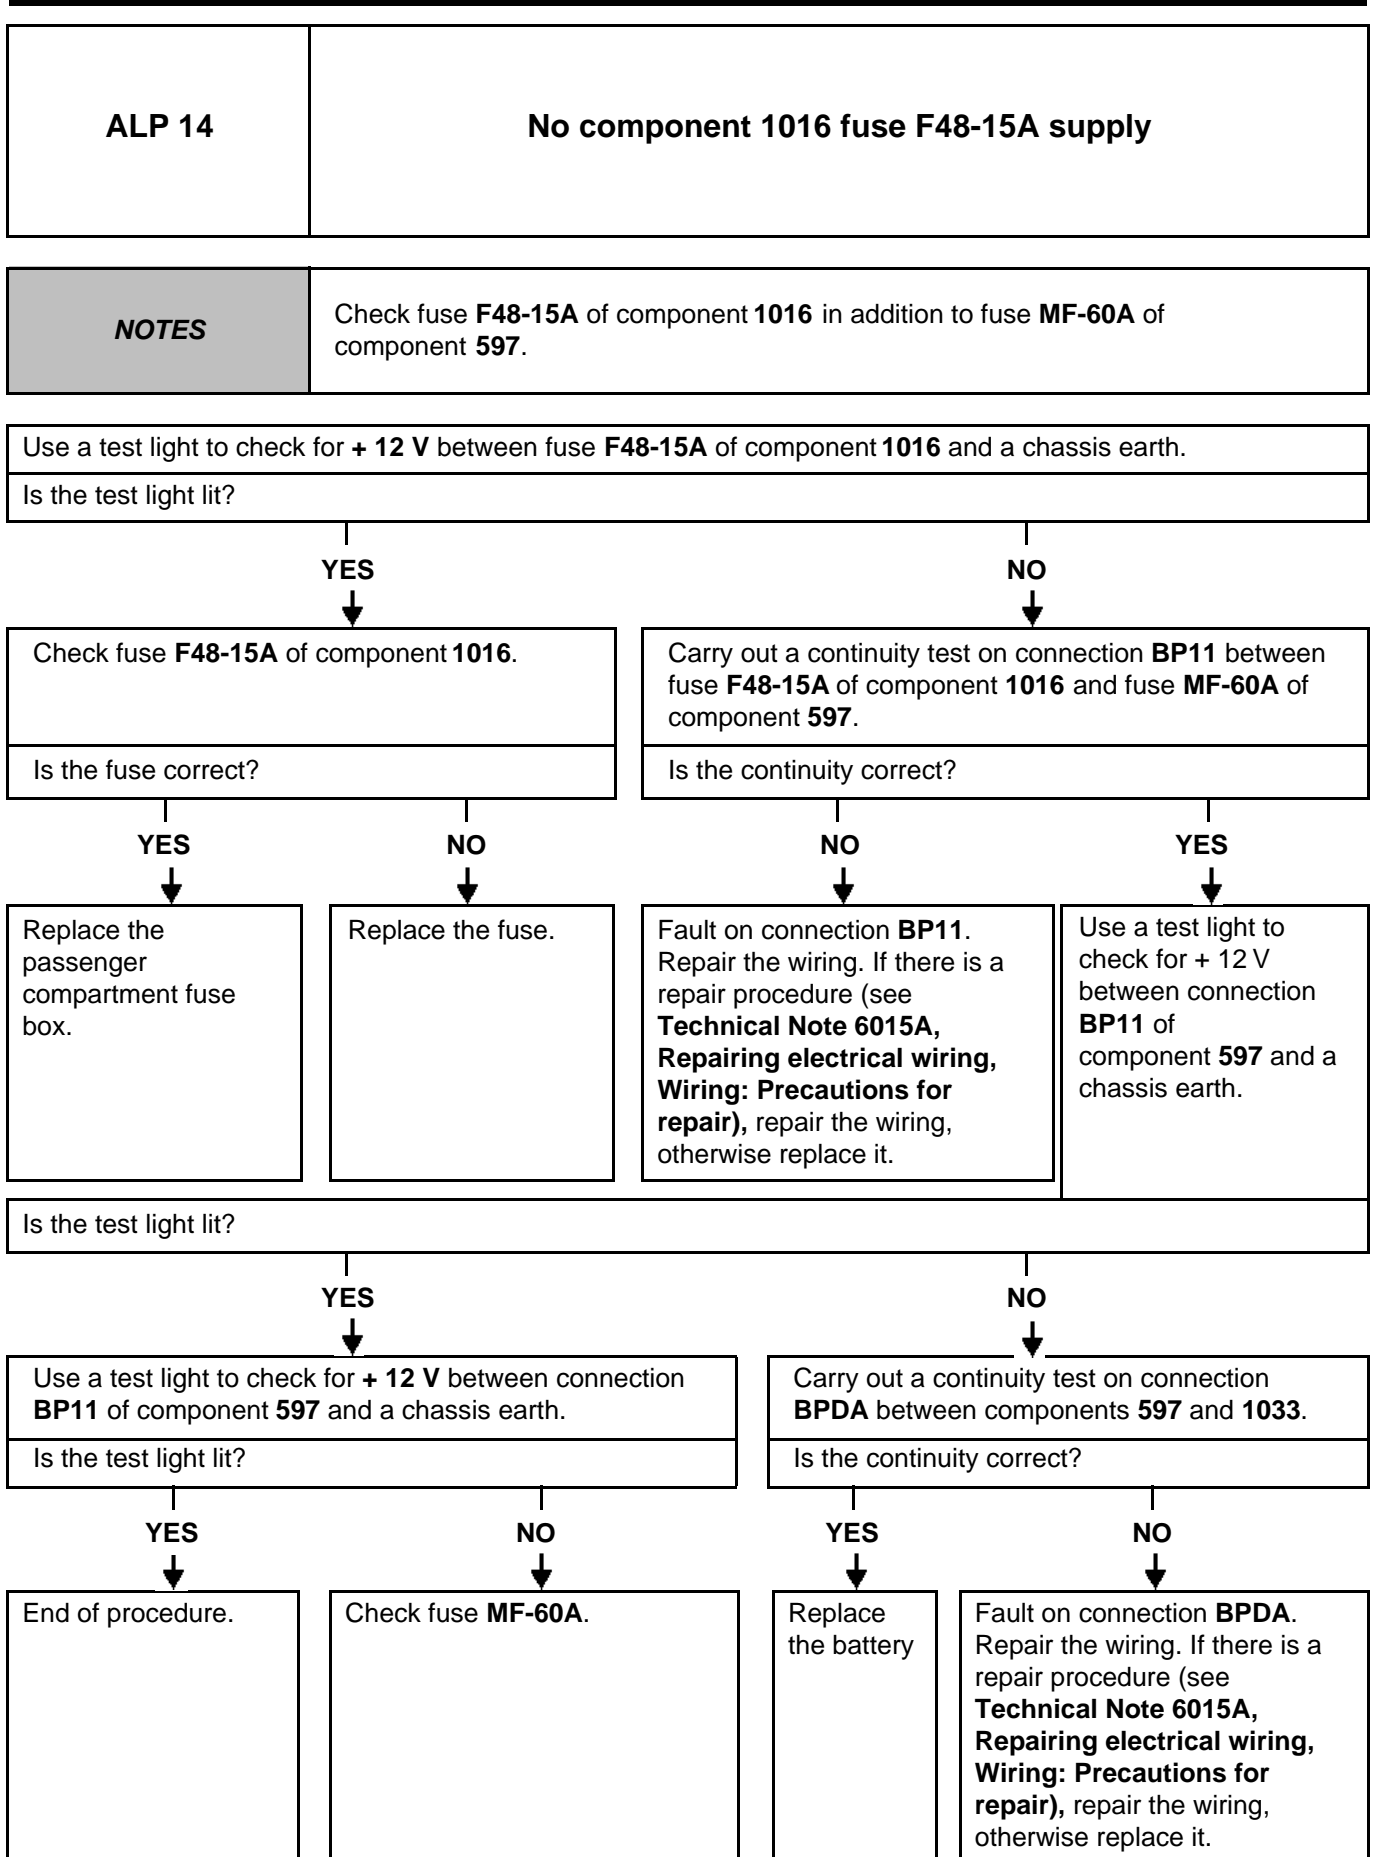 ALP 14
No component 1016 fuse F48-15A supply
NOTES
Check fuse F48-15A of component 1016 in addition to fuse MF-60A of
component 597.
Use a test light to check for + 12 V between fuse F48-15A of component 1016 and a chassis earth.
Is the test light lit?
YES
NO
Check fuse F48-15A of component 1016.
Is the fuse correct?
Carry out a continuity test on connection BP11 between
fuse F48-15A of component 1016 and fuse MF-60A of
component 597.
Is the continuity correct?
YES
NO
NO
YES
Replace the
passenger
compartment fuse
box.
Replace the fuse.
Fault on connection BP11.
Repair the wiring. If there is a
repair procedure (see
Technical Note 6015A,
Repairing electrical wiring,
Wiring: Precautions for
repair), repair the wiring,
otherwise replace it.
Use a test light to
check for + 12 V
between connection
BP11 of
component 597 and a
chassis earth.
Is the test light lit?
YES
NO
Use a test light to check for + 12 V between connection
BP11 of component 597 and a chassis earth.
Is the test light lit?
Carry out a continuity test on connection
BPDA between components 597 and 1033.
Is the continuity correct?
YES
NO
YES
NO
End of procedure.
Check fuse MF-60A.
Replace
the battery
Fault on connection BPDA.
Repair the wiring. If there is a
repair procedure (see
Technical Note 6015A,
Repairing electrical wiring,
Wiring: Precautions for
repair), repair the wiring,
otherwise replace it.